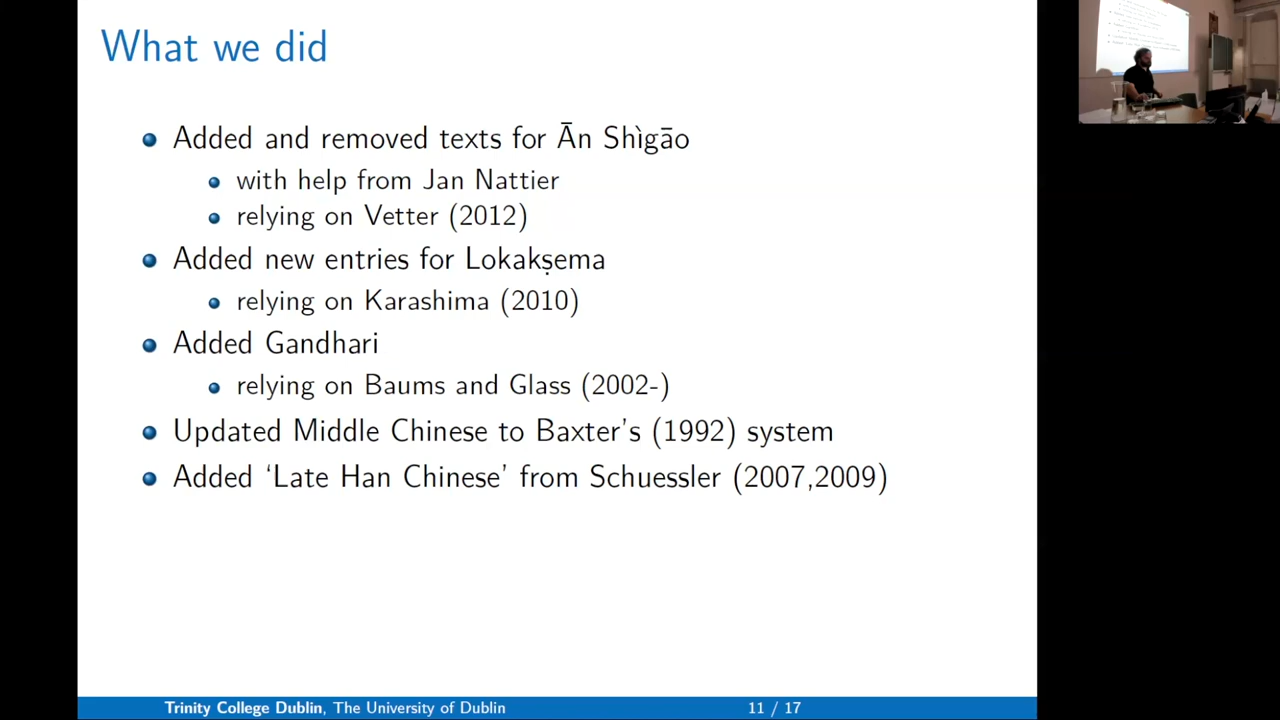 What we did
Added and removed texts for Ān Shìgāo
with help from Jan Nattier
relying on Vetter (2012)
Added new entries for Lokakṣema
relying on Karashima (2010)
Added Gandhari
relying on Baums and Glass (2002-)
Updated Middle Chinese to Baxter's (1992) system
Added ‘Late Han Chinese’ from Schuessler (2007,2009)
Trinity College Dublin, The University of Dublin 11 / 17